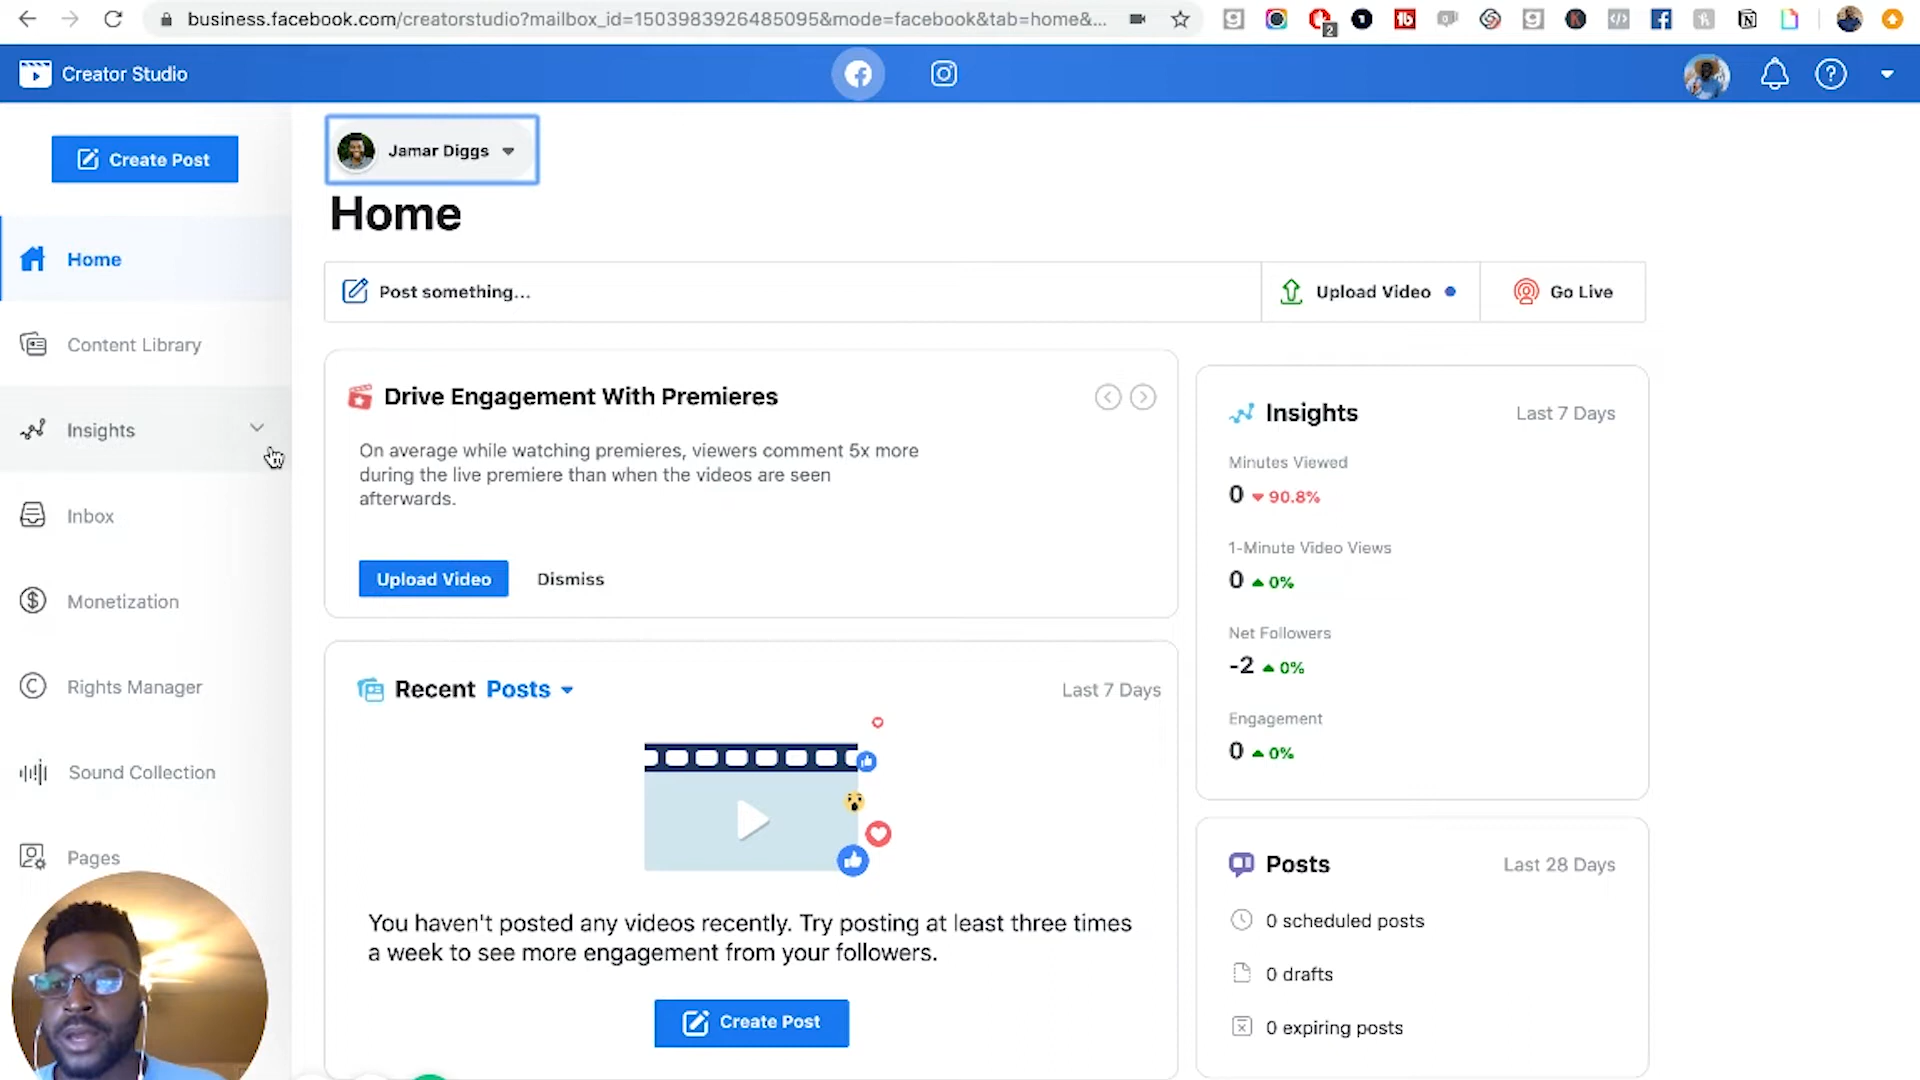 business.facebook.com/creatorstudio?mailbox_id=1503983926485095&mode=facebook&tab=home&...
2
Creator Studio
Jamar Diggs
Create Post
Home
Home
Post something...
Upload Video
Go Live
Content Library
Drive Engagement With Premieres
Insights
Last 7 Days
Insights
On average while watching premieres, viewers comment 5x more
during the live premiere than when the videos are seen
afterwards.
Minutes Viewed
0 90.8%
Inbox
1-Minute Video Views
0 0%
Upload Video
Dismiss
Monetization
Net Followers
-2 0%
Rights Manager
Recent Posts
Last 7 Days
Engagement
0 0%
Sound Collection
Pages
Posts
Last 28 Days
You haven't posted any videos recently. Try posting at least three times
a week to see more engagement from your followers.
0 scheduled posts
0 drafts
Create Post
0 expiring posts